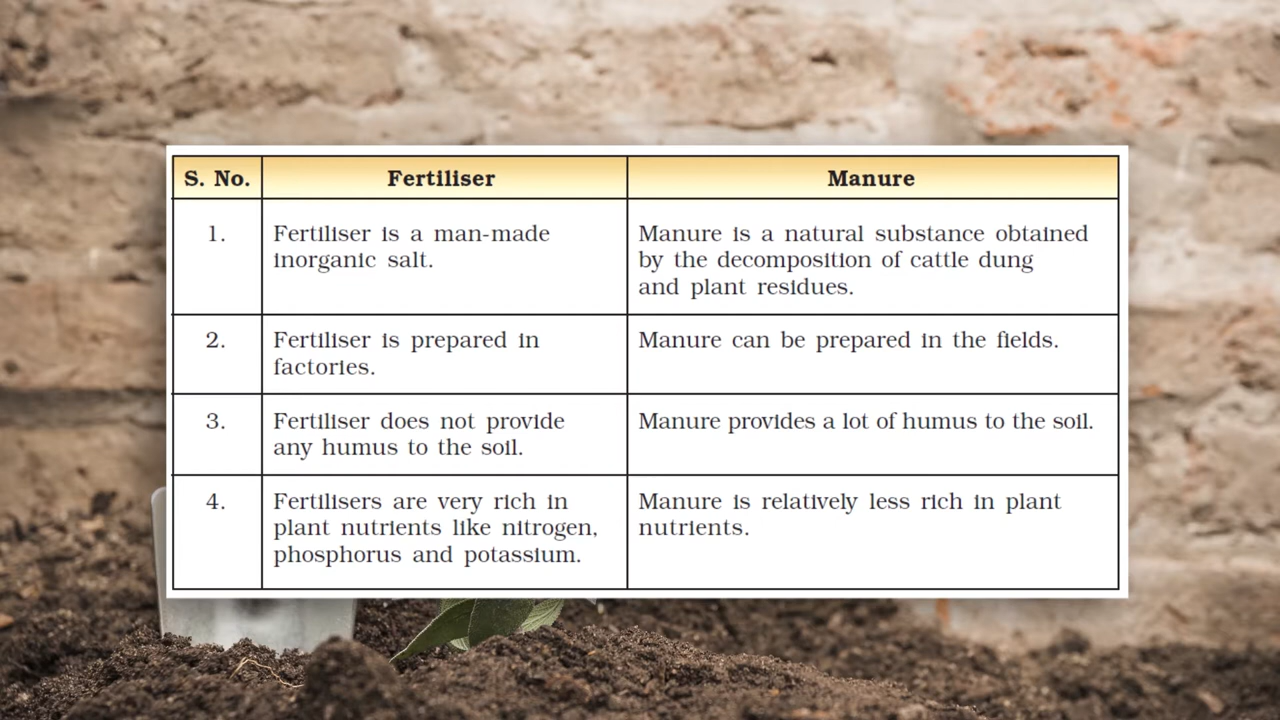 S. No.
Fertiliser
Manure
1.
Fertiliser is a man-made
inorganic salt.
Manure is a natural substance obtained
by the decomposition of cattle dung
and plant residues.
2.
Fertiliser is prepared in
factories.
Manure can be prepared in the fields.
3.
Fertiliser does not provide
any humus to the soil.
Manure provides a lot of humus to the soil.
4.
Fertilisers are very rich in
plant nutrients like nitrogen,
phosphorus and potassium.
Manure is relatively less rich in plant
nutrients.